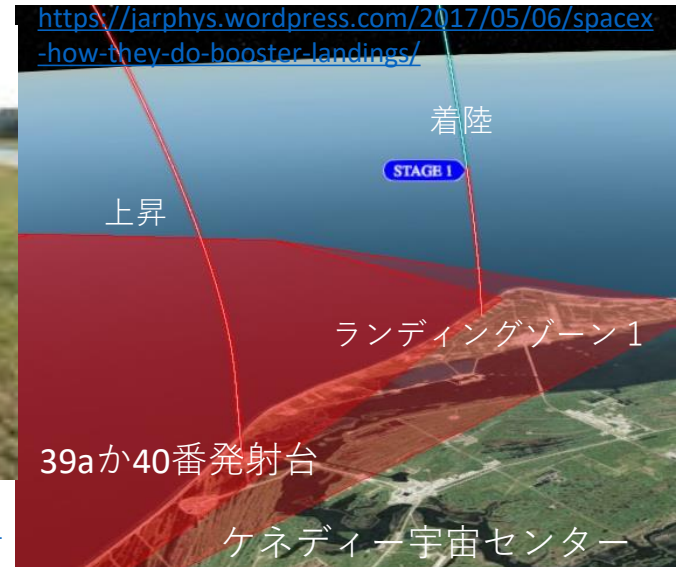 https://jarphys.wordpress.com/2017/05/06/spacex
-how-they-do-booster-landings/
着陸
STAGE 1
上昇
ランディングゾーン１
39aか40番発射台
ケネディー宇宙センター